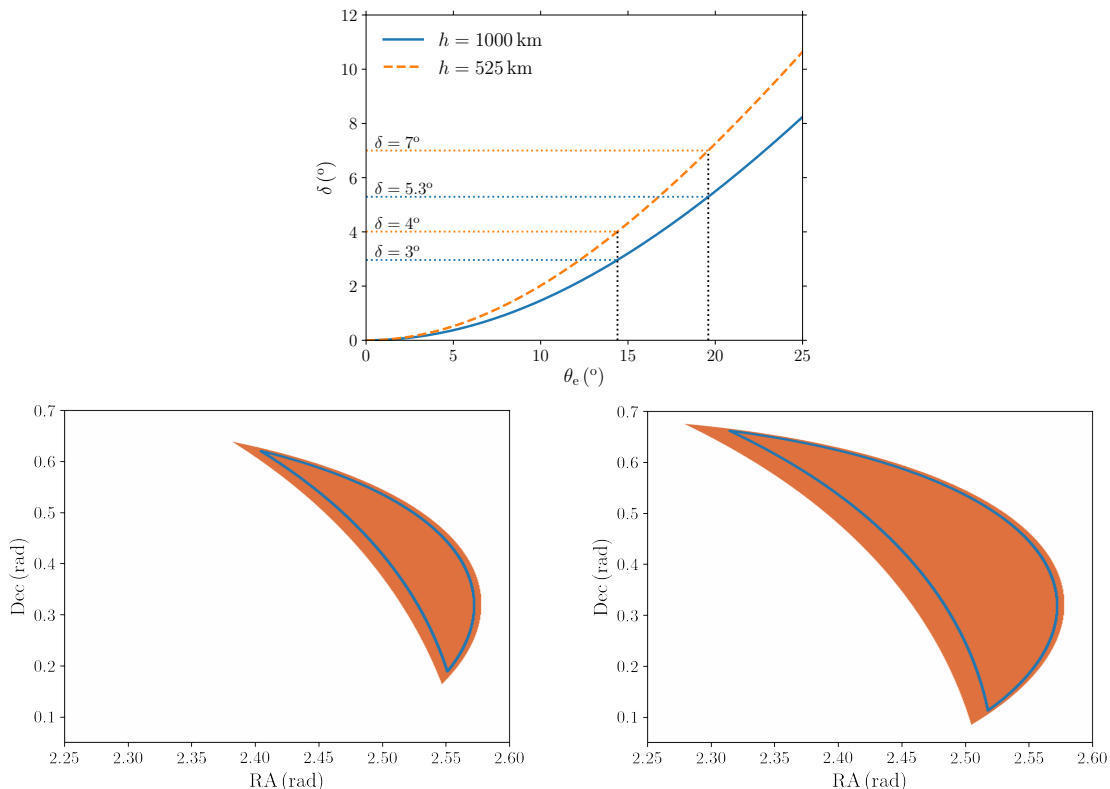 12
10
8
6
4
2
0
δ (°)
h = 1000 km
h = 525 km
δ = 7°
δ = 5.3°
δ = 4°
δ = 3°
0 5 10 15 20 25
θe (°)
0.7
0.6
0.5
0.4
0.3
0.2
0.1
Dec (rad)
2.25 2.30 2.35 2.40 2.45 2.50 2.55 2.60
RA (rad)
0.7
0.6
0.5
0.4
0.3
0.2
0.1
Dec (rad)
2.25 2.30 2.35 2.40 2.45 2.50 2.55 2.60
RA (rad)